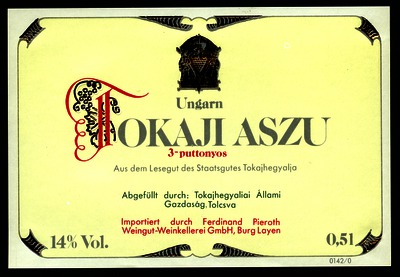 Ungarn
TOKAJI ASZU
3-puttonyos
Aus dem Lesegut des Staatsgutes Tokajhegyalja
Abgefüllt durch: Tokajhegyaliai Állami
Gazdaság, Tolcsva
Importiert durch Ferdinand Pieroth
Weingut-Weinkellerei GmbH, Burg Layen
14% Vol.
0,5l
0142/0